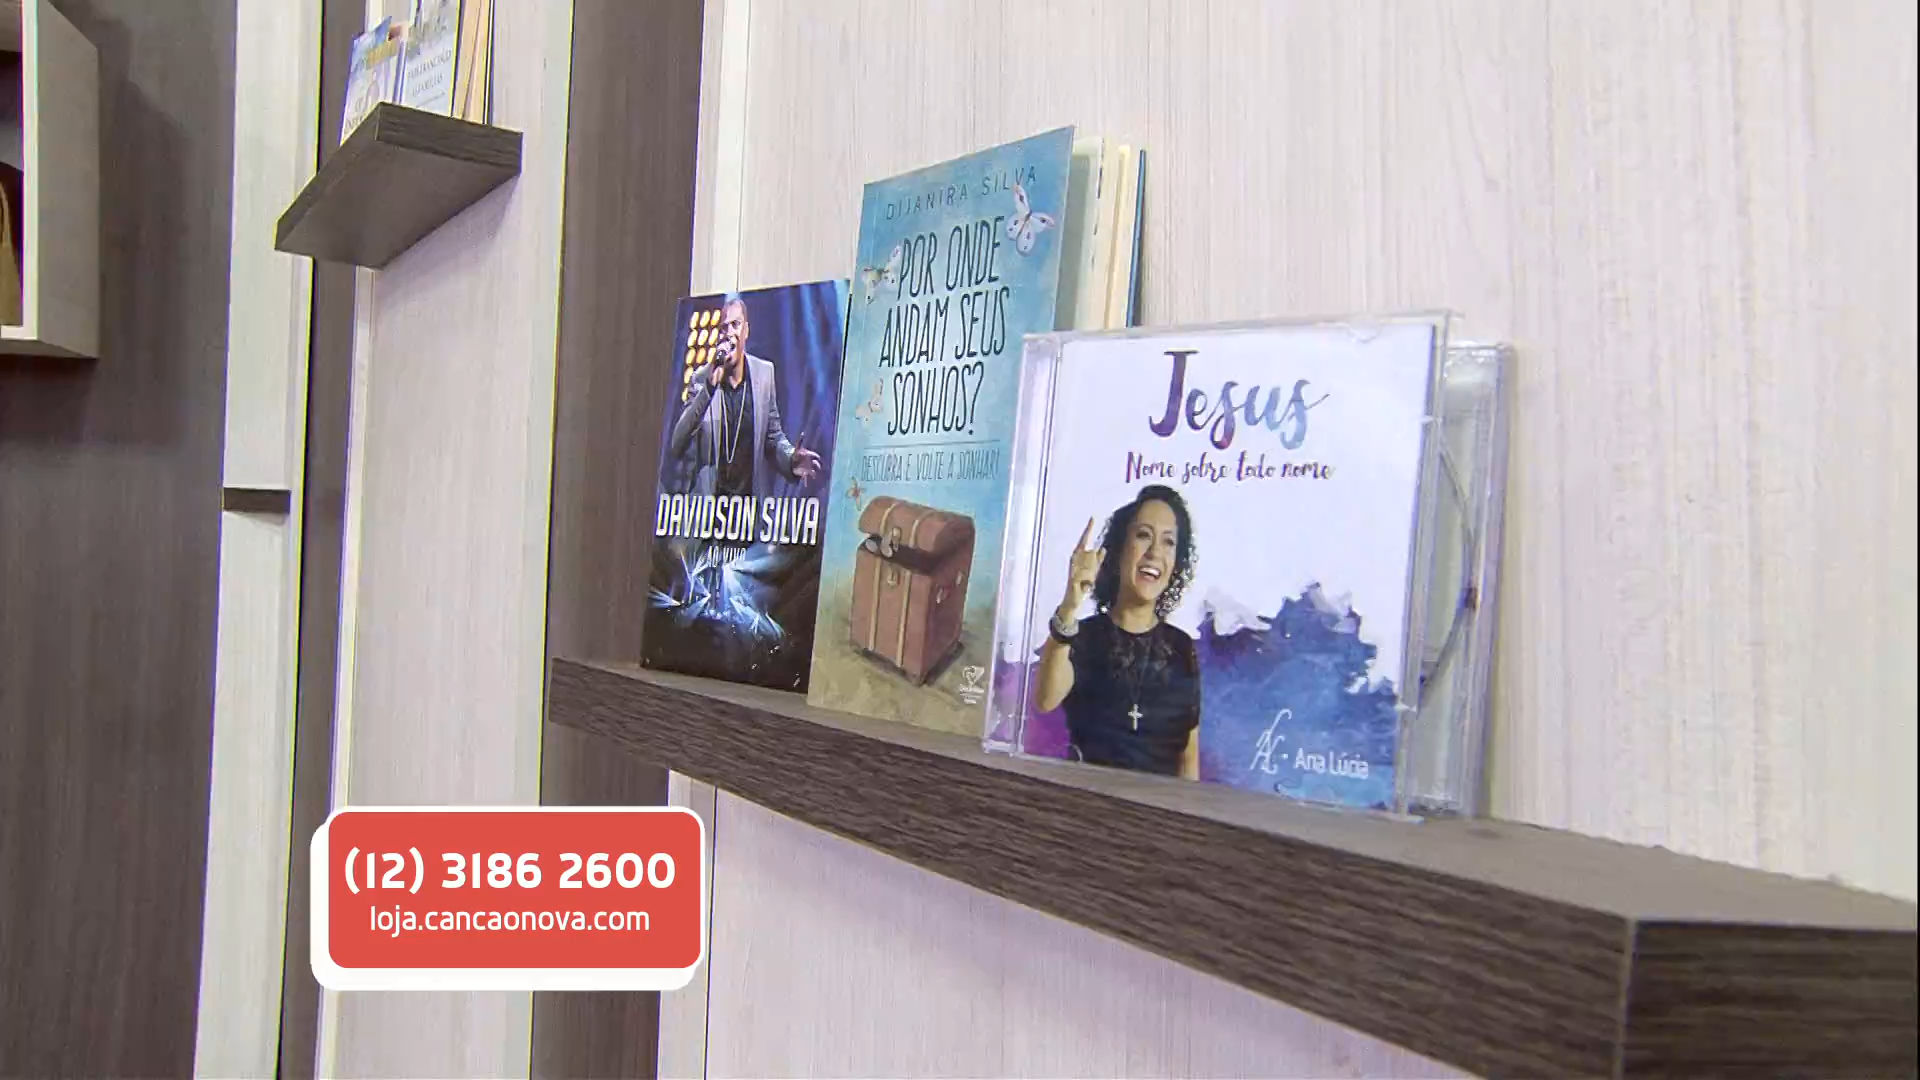 DIJANIRA SILVA
POR ONDE
ANDAM SEUS
SONHOS?
DESCUBRA E VOLTE A SONHAR!
DAVIDSON SILVA
AO VIVO
Jesus
Nome sobre todo nome
Ana Lúcia
(12) 3186 2600
loja.cancaonova.com